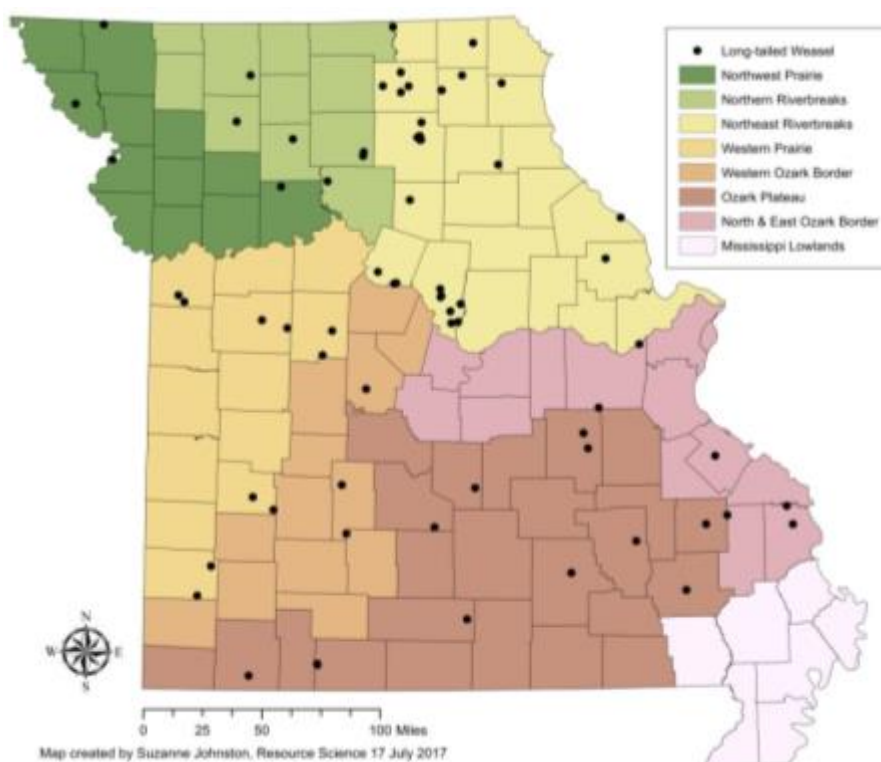 Long-tailed Weasel
Northwest Prairie
Northern Riverbreaks
Northeast Riverbreaks
Western Prairie
Western Ozark Border
Ozark Plateau
North & East Ozark Border
Mississippi Lowlands
N
W E
S
0 25 50 100 Miles
Map created by Suzanne Johnston, Resource Science 17 July 2017